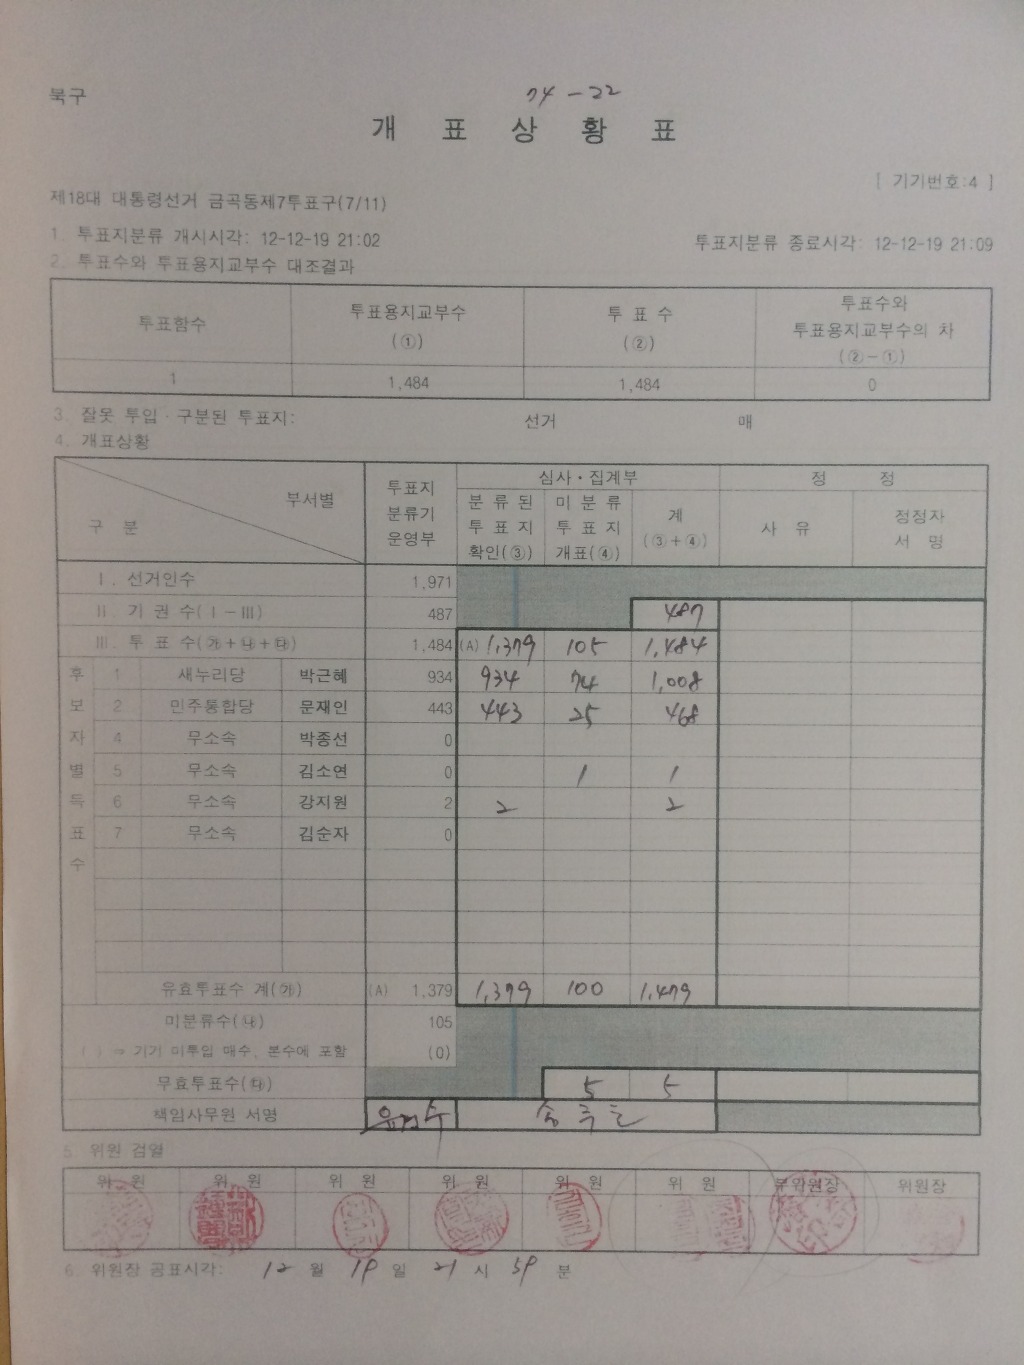 북구
74-22
개 표 상 황 표
[ 기기번호:4 ]
제18대 대통령선거 금곡동제7투표구(7/11)
1. 투표지분류 개시시각: 12-12-19 21:02 투표지분류 종료시각: 12-12-19 21:09
2. 투표수와 투표용지교부수 대조결과
투표함수 투표용지교부수 (①) 투 표 수 (②) 투표수와 투표용지교부수의 차 (②-①)
1 1,484 1,484 0
3. 잘못 투입·구분된 투표지: 선거 매
4. 개표상황
구 분 부서별 투표지 분류기 운영부 심사·집계부 정 정
분 류 된 투 표 지 확인(③) 미 분 류 투 표 지 개표(④) 계 (③+④) 사 유 정정자 서 명
Ⅰ. 선거인수 1,971
Ⅱ. 기 권 수(Ⅰ-Ⅲ) 487 487
Ⅲ. 투 표 수(㉮+㉯+㉰) 1,484 (A) 1,379 105 1,484
후보자별득표수
1 새누리당 박근혜 934 934 74 1,008
2 민주통합당 문재인 443 443 25 468
4 무소속 박종선 0
5 무소속 김소연 0 1 1
6 무소속 강지원 2 2 2
7 무소속 김순자 0
유효투표수 계(㉮) (A) 1,379 1,379 100 1,479
미분류수(㉯) 105
( ) ⇒ 기기 미투입 매수, 본수에 포함 (0)
무효투표수(㉰) 5 5
책임사무원 서명
5. 위원 검열
위 원 위 원 위 원 위 원 위 원 위 원 부위원장 위원장
6. 위원장 공표시각: 12 월 19 일 21 시 59 분